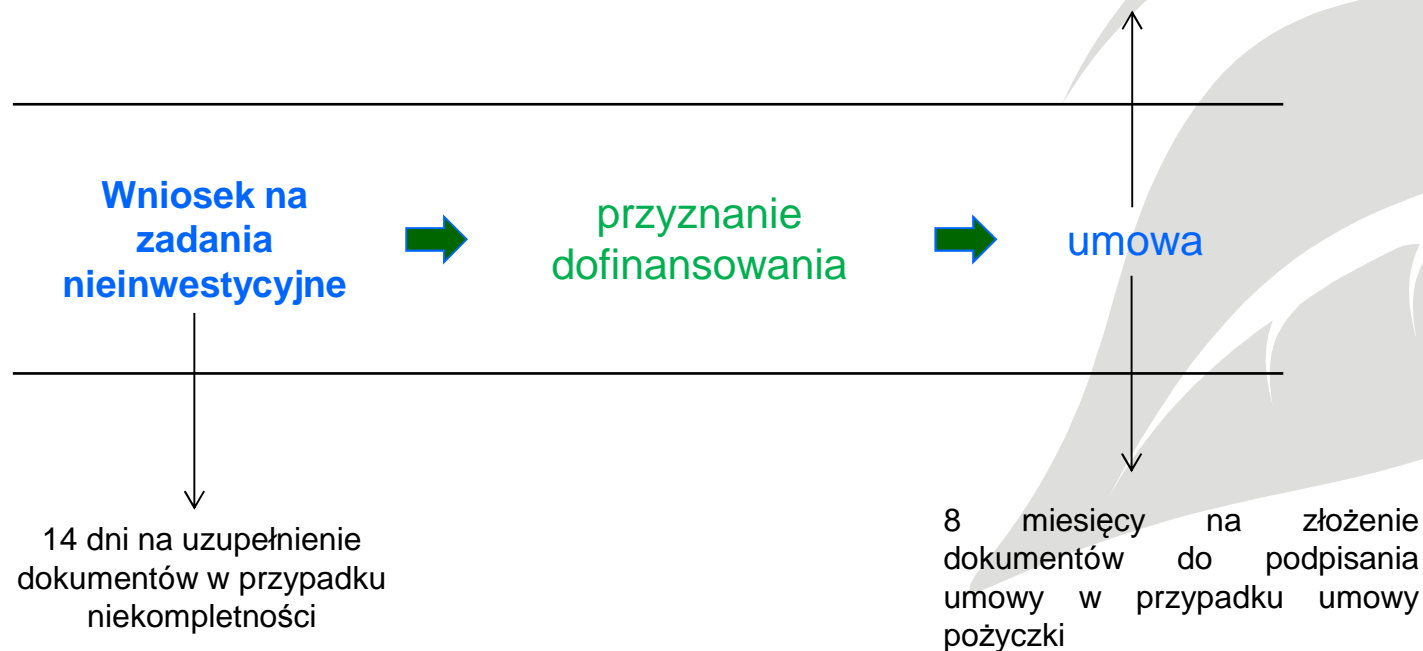 Wniosek na
zadania
nieinwestycyjne
przyznanie
dofinansowania
umowa
14 dni na uzupełnienie
dokumentów w przypadku
niekompletności
8 miesięcy na złożenie
dokumentów do podpisania
umowy w przypadku umowy
pożyczki